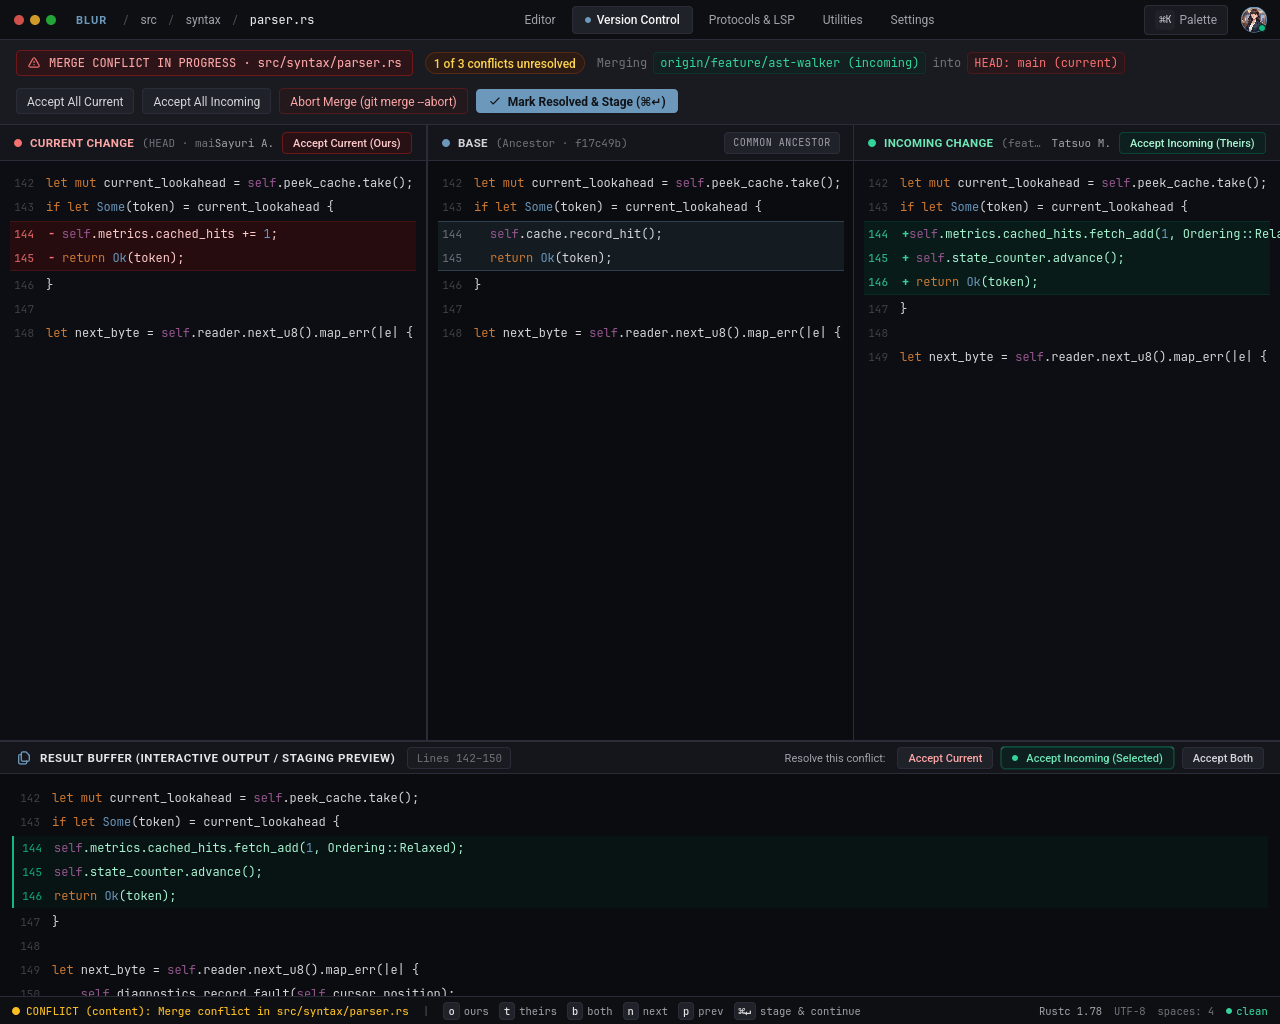 BLUR / src / syntax / parser.rs
Editor
Version Control
Protocols & LSP
Utilities
Settings
⌘K Palette
MERGE CONFLICT IN PROGRESS · src/syntax/parser.rs
1 of 3 conflicts unresolved
Merging origin/feature/ast-walker (incoming) into HEAD: main (current)
Accept All Current
Accept All Incoming
Abort Merge (git merge --abort)
Mark Resolved & Stage (⌘↵)
CURRENT CHANGE (HEAD · mai Sayuri A. Accept Current (Ours)
142 let mut current_lookahead = self.peek_cache.take();
143 if let Some(token) = current_lookahead {
144 - self.metrics.cached_hits += 1;
145 - return Ok(token);
146 }
147
148 let next_byte = self.reader.next_u8().map_err(|e| {
BASE (Ancestor · f17c49b) COMMON ANCESTOR
142 let mut current_lookahead = self.peek_cache.take();
143 if let Some(token) = current_lookahead {
144 self.cache.record_hit();
145 return Ok(token);
146 }
147
148 let next_byte = self.reader.next_u8().map_err(|e| {
INCOMING CHANGE (feat… Tatsuo M. Accept Incoming (Theirs)
142 let mut current_lookahead = self.peek_cache.take();
143 if let Some(token) = current_lookahead {
144 +self.metrics.cached_hits.fetch_add(1, Ordering::Rela
145 + self.state_counter.advance();
146 + return Ok(token);
147 }
148
149 let next_byte = self.reader.next_u8().map_err(|e| {
RESULT BUFFER (INTERACTIVE OUTPUT / STAGING PREVIEW) Lines 142–150
Resolve this conflict: Accept Current Accept Incoming (Selected) Accept Both
142 let mut current_lookahead = self.peek_cache.take();
143 if let Some(token) = current_lookahead {
144 self.metrics.cached_hits.fetch_add(1, Ordering::Relaxed);
145 self.state_counter.advance();
146 return Ok(token);
147 }
148
149 let next_byte = self.reader.next_u8().map_err(|e| {
150 self.diagnostics.record_fault(self.cursor.position);
CONFLICT (content): Merge conflict in src/syntax/parser.rs | o ours t theirs b both n next p prev ⌘↵ stage & continue
Rustc 1.78 UTF-8 spaces: 4 clean